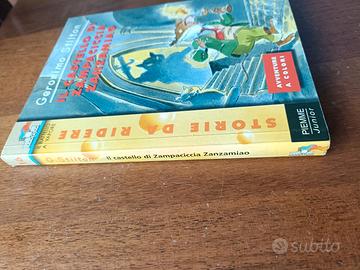 Geronimo Stilton
IL CASTELLO DI
ZAMPACICCIA
ZANZAMIAO
AVVENTURE
A COLORI
STORIE DA RIDERE
PIEMME
Junior
G. Stilton
Il castello di Zampaciccia Zanzamiao
subito